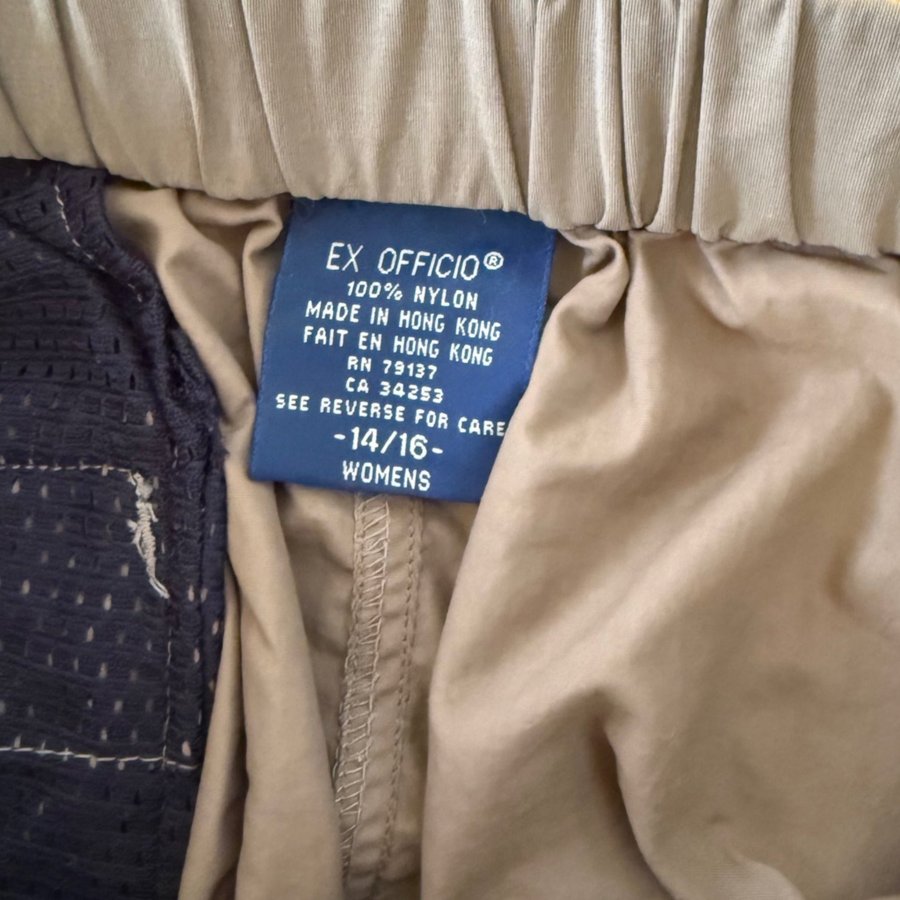 EX OFFICIO®
100% NYLON
MADE IN HONG KONG
FAIT EN HONG KONG
RN 79137
CA 34253
SEE REVERSE FOR CARE
-14/16-
WOMENS